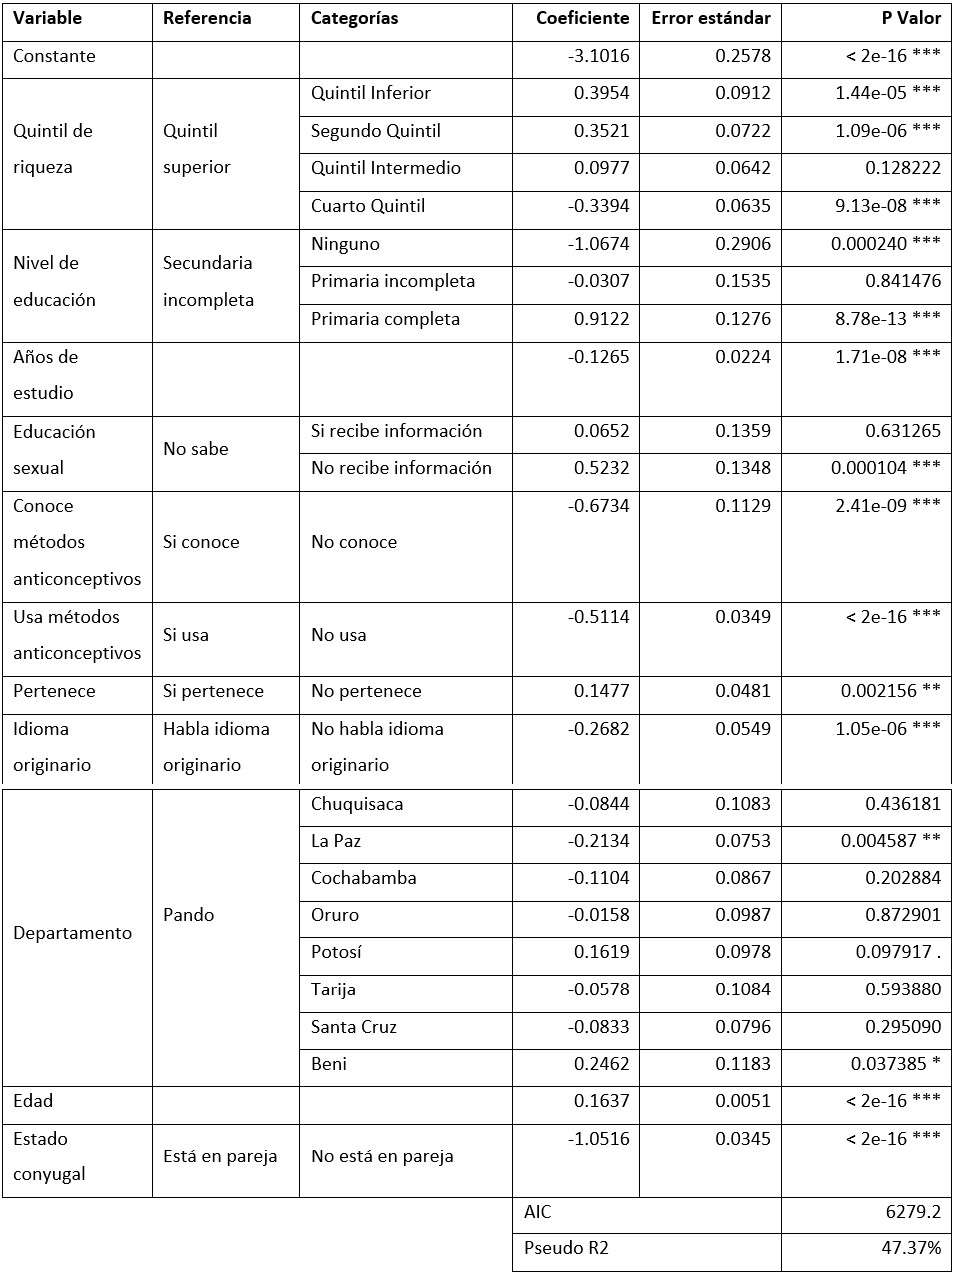 Variable Referencia Categorías Coeficiente Error estándar P Valor
Constante -3.1016 0.2578 < 2e-16 ***
Quintil de riqueza Quintil superior Quintil Inferior 0.3954 0.0912 1.44e-05 ***
Segundo Quintil 0.3521 0.0722 1.09e-06 ***
Quintil Intermedio 0.0977 0.0642 0.128222
Cuarto Quintil -0.3394 0.0635 9.13e-08 ***
Nivel de educación Secundaria incompleta Ninguno -1.0674 0.2906 0.000240 ***
Primaria incompleta -0.0307 0.1535 0.841476
Primaria completa 0.9122 0.1276 8.78e-13 ***
Años de estudio -0.1265 0.0224 1.71e-08 ***
Educación sexual No sabe Si recibe información 0.0652 0.1359 0.631265
No recibe información 0.5232 0.1348 0.000104 ***
Conoce métodos anticonceptivos Si conoce No conoce -0.6734 0.1129 2.41e-09 ***
Usa métodos anticonceptivos Si usa No usa -0.5114 0.0349 < 2e-16 ***
Pertenece Si pertenece No pertenece 0.1477 0.0481 0.002156 **
Idioma originario Habla idioma originario No habla idioma originario -0.2682 0.0549 1.05e-06 ***
Departamento Pando Chuquisaca -0.0844 0.1083 0.436181
La Paz -0.2134 0.0753 0.004587 **
Cochabamba -0.1104 0.0867 0.202884
Oruro -0.0158 0.0987 0.872901
Potosí 0.1619 0.0978 0.097917 .
Tarija -0.0578 0.1084 0.593880
Santa Cruz -0.0833 0.0796 0.295090
Beni 0.2462 0.1183 0.037385 *
Edad 0.1637 0.0051 < 2e-16 ***
Estado conyugal Está en pareja No está en pareja -1.0516 0.0345 < 2e-16 ***
AIC 6279.2
Pseudo R2 47.37%